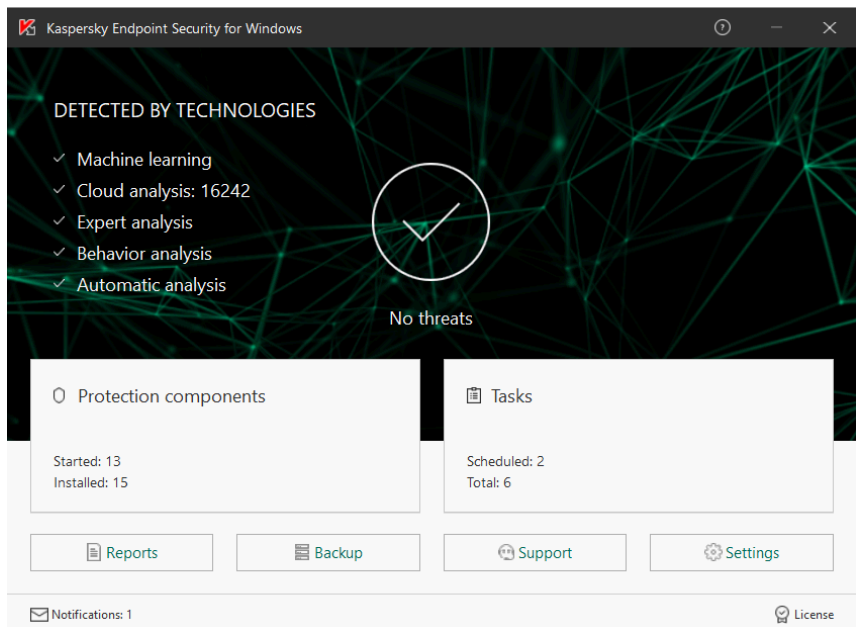 Kaspersky Endpoint Security for Windows
DETECTED BY TECHNOLOGIES
Machine learning
Cloud analysis: 16242
Expert analysis
Behavior analysis
Automatic analysis
No threats
Protection components
Started: 13
Installed: 15
Tasks
Scheduled: 2
Total: 6
Reports
Backup
Support
Settings
Notifications: 1
License